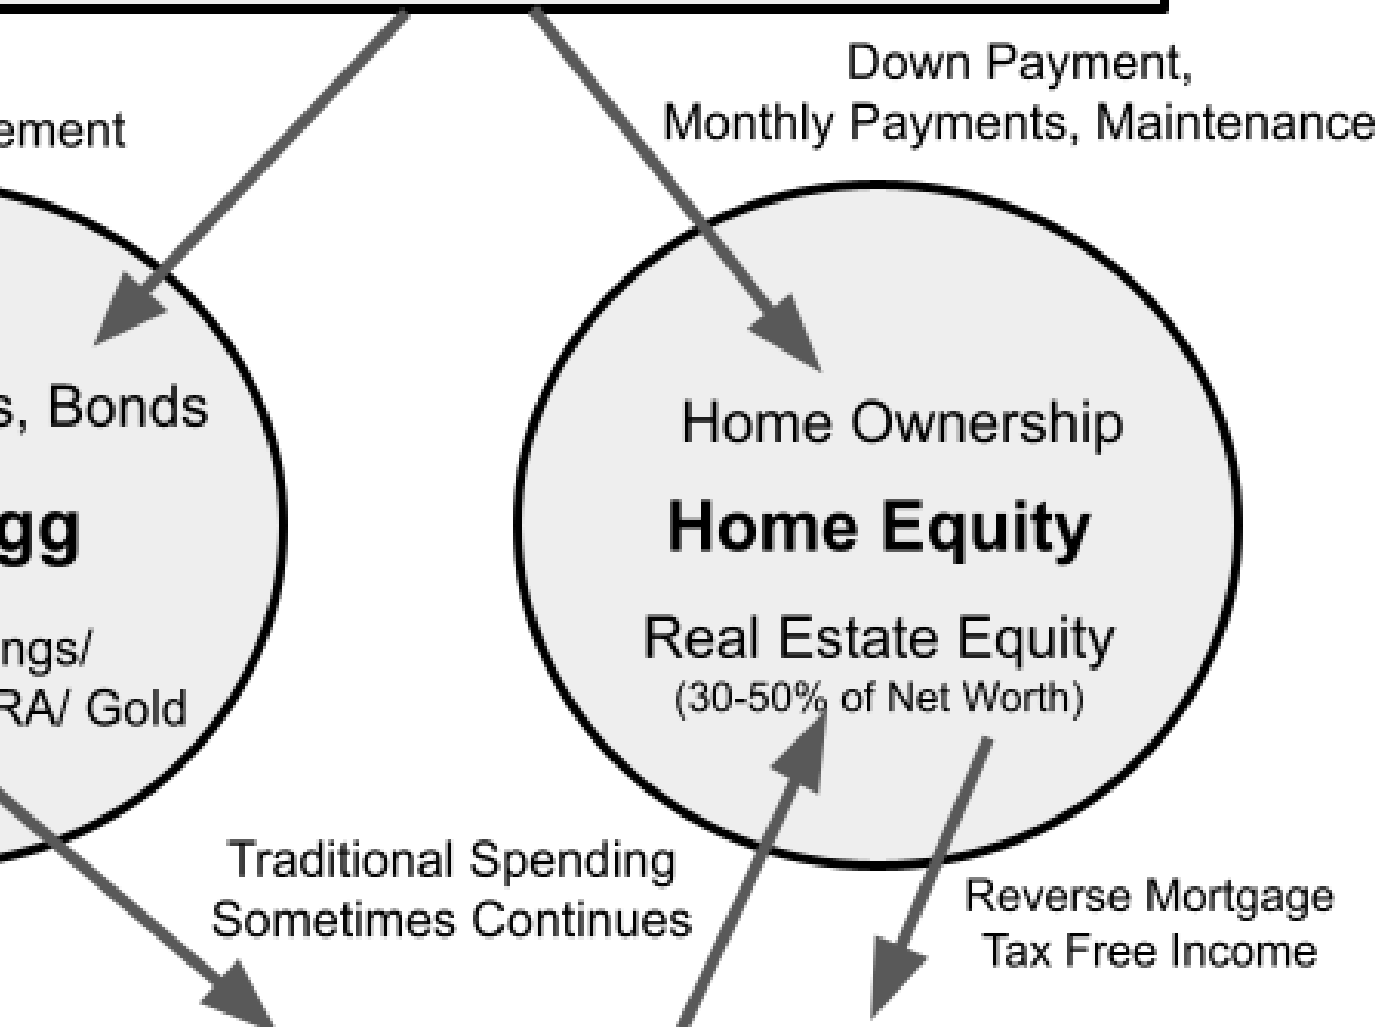 Down Payment,
Monthly Payments, Maintenance
ement
s, Bonds
gg
ngs/
RA/ Gold
Home Ownership
Home Equity
Real Estate Equity
(30-50% of Net Worth)
Traditional Spending
Sometimes Continues
Reverse Mortgage
Tax Free Income